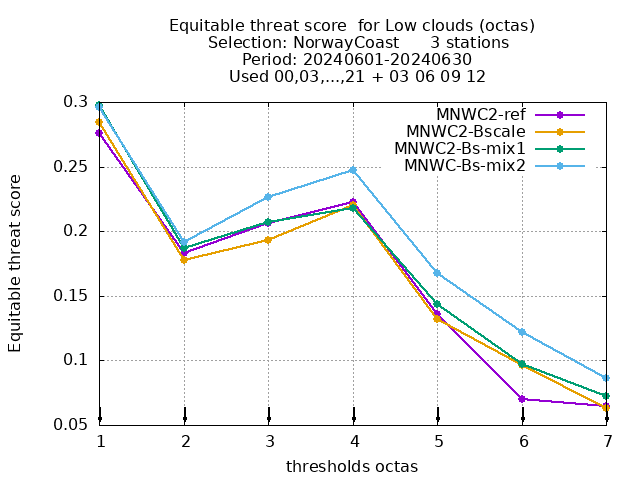 Equitable threat score  for Low clouds (octas)
Selection: NorwayCoast      3 stations
Period: 20240601-20240630
Used 00,03,...,21 + 03 06 09 12
MNWC2-ref
MNWC2-Bscale
MNWC2-Bs-mix1
MNWC-Bs-mix2
Equitable threat score
0.3
0.25
0.2
0.15
0.1
0.05
1 2 3 4 5 6 7
thresholds octas